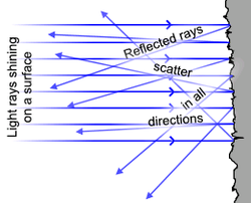 Light rays shining
on a surface
Reflected rays
scatter
in all
directions